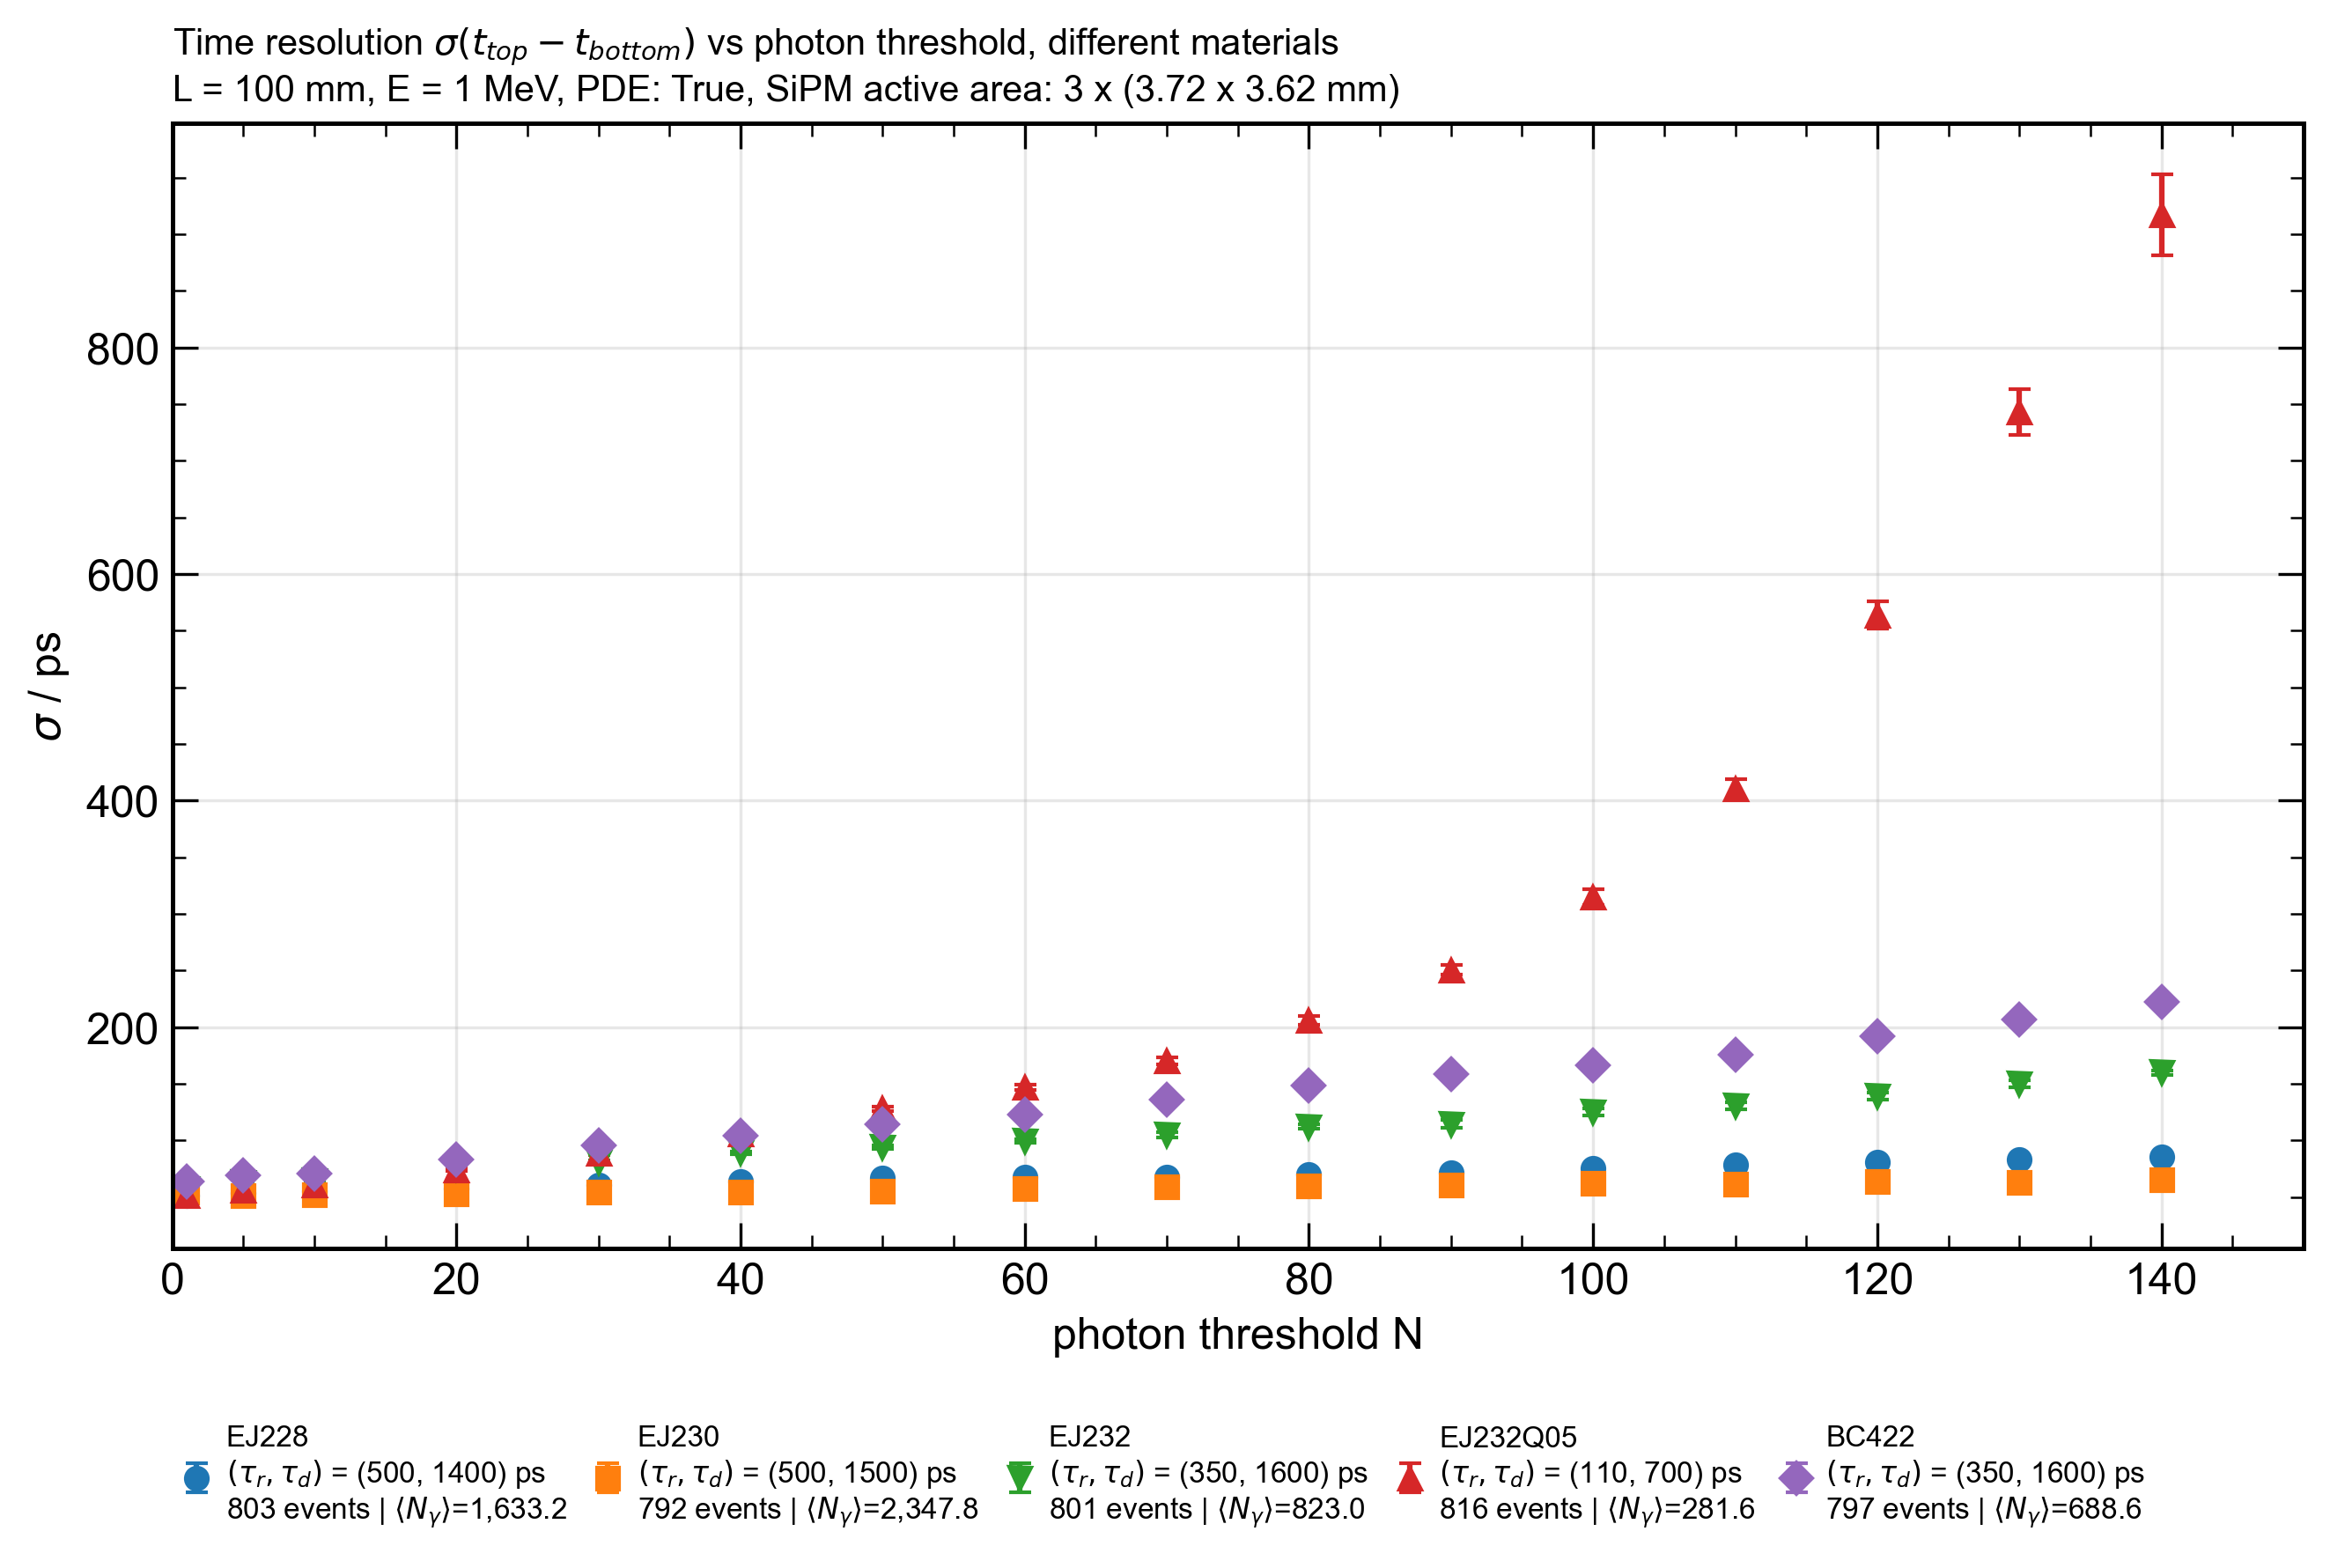 Time resolution σ(t_top − t_bottom) vs photon threshold, different materials
L = 100 mm, E = 1 MeV, PDE: True, SiPM active area: 3 x (3.72 x 3.62 mm)
σ / ps
800
600
400
200
0 20 40 60 80 100 120 140
photon threshold N
EJ228
(τ_r, τ_d) = (500, 1400) ps
803 events | ⟨N_γ⟩=1,633.2
EJ230
(τ_r, τ_d) = (500, 1500) ps
792 events | ⟨N_γ⟩=2,347.8
EJ232
(τ_r, τ_d) = (350, 1600) ps
801 events | ⟨N_γ⟩=823.0
EJ232Q05
(τ_r, τ_d) = (110, 700) ps
816 events | ⟨N_γ⟩=281.6
BC422
(τ_r, τ_d) = (350, 1600) ps
797 events | ⟨N_γ⟩=688.6